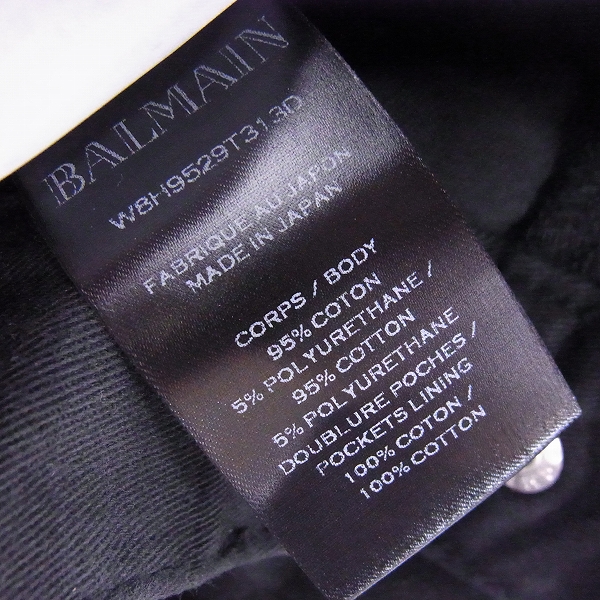 BALMAIN
W8H9529T313D
FABRIQUE AU JAPON
MADE IN JAPAN
CORPS / BODY
95% COTON
5% POLYURETHANE /
95% COTTON
5% POLYURETHANE
DOUBLURE POCHES /
POCKETS LINING
100% COTON /
100% COTTON